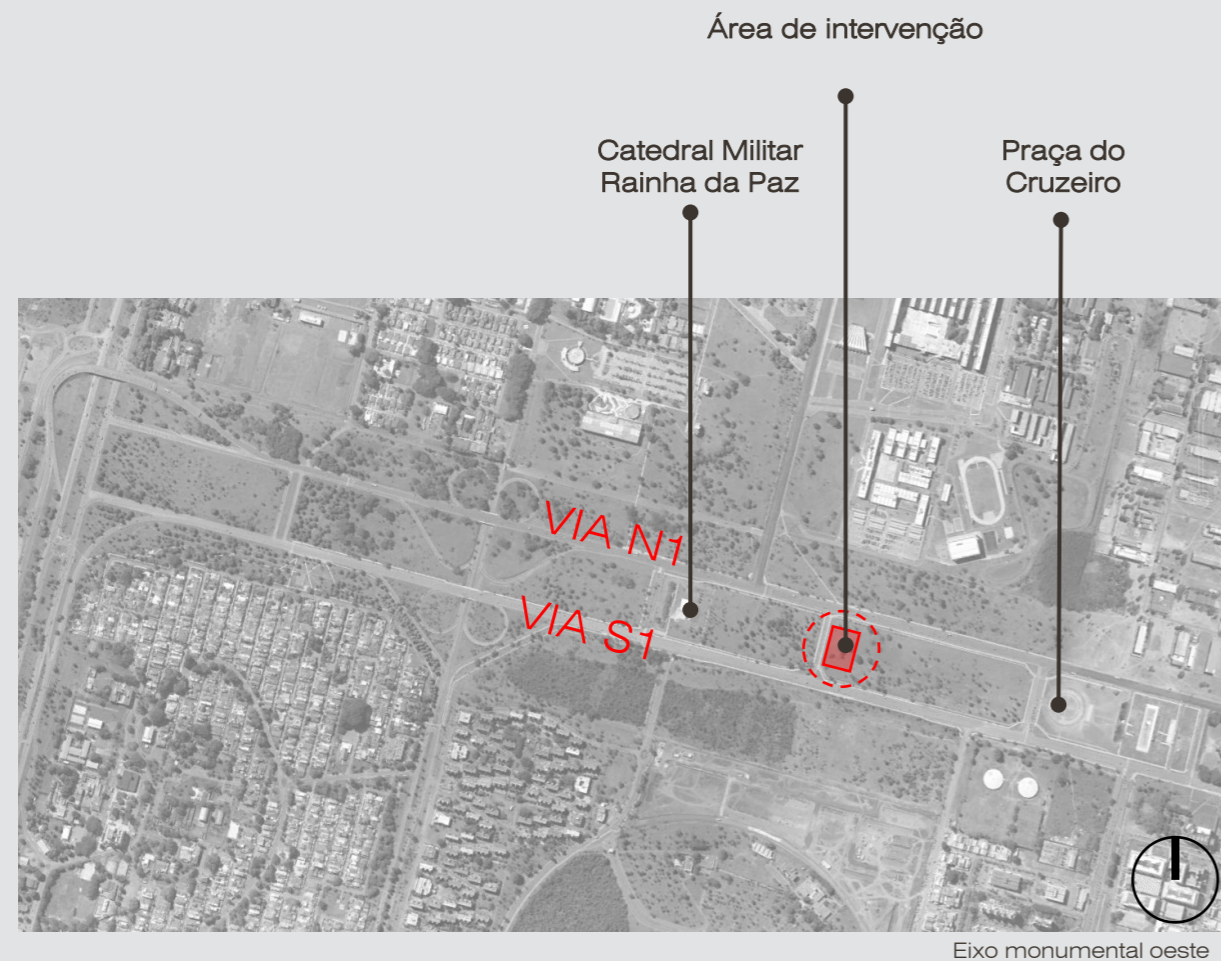 Área de intervenção
Catedral Militar
Rainha da Paz
Praça do
Cruzeiro
VIA N1
VIA S1
Eixo monumental oeste